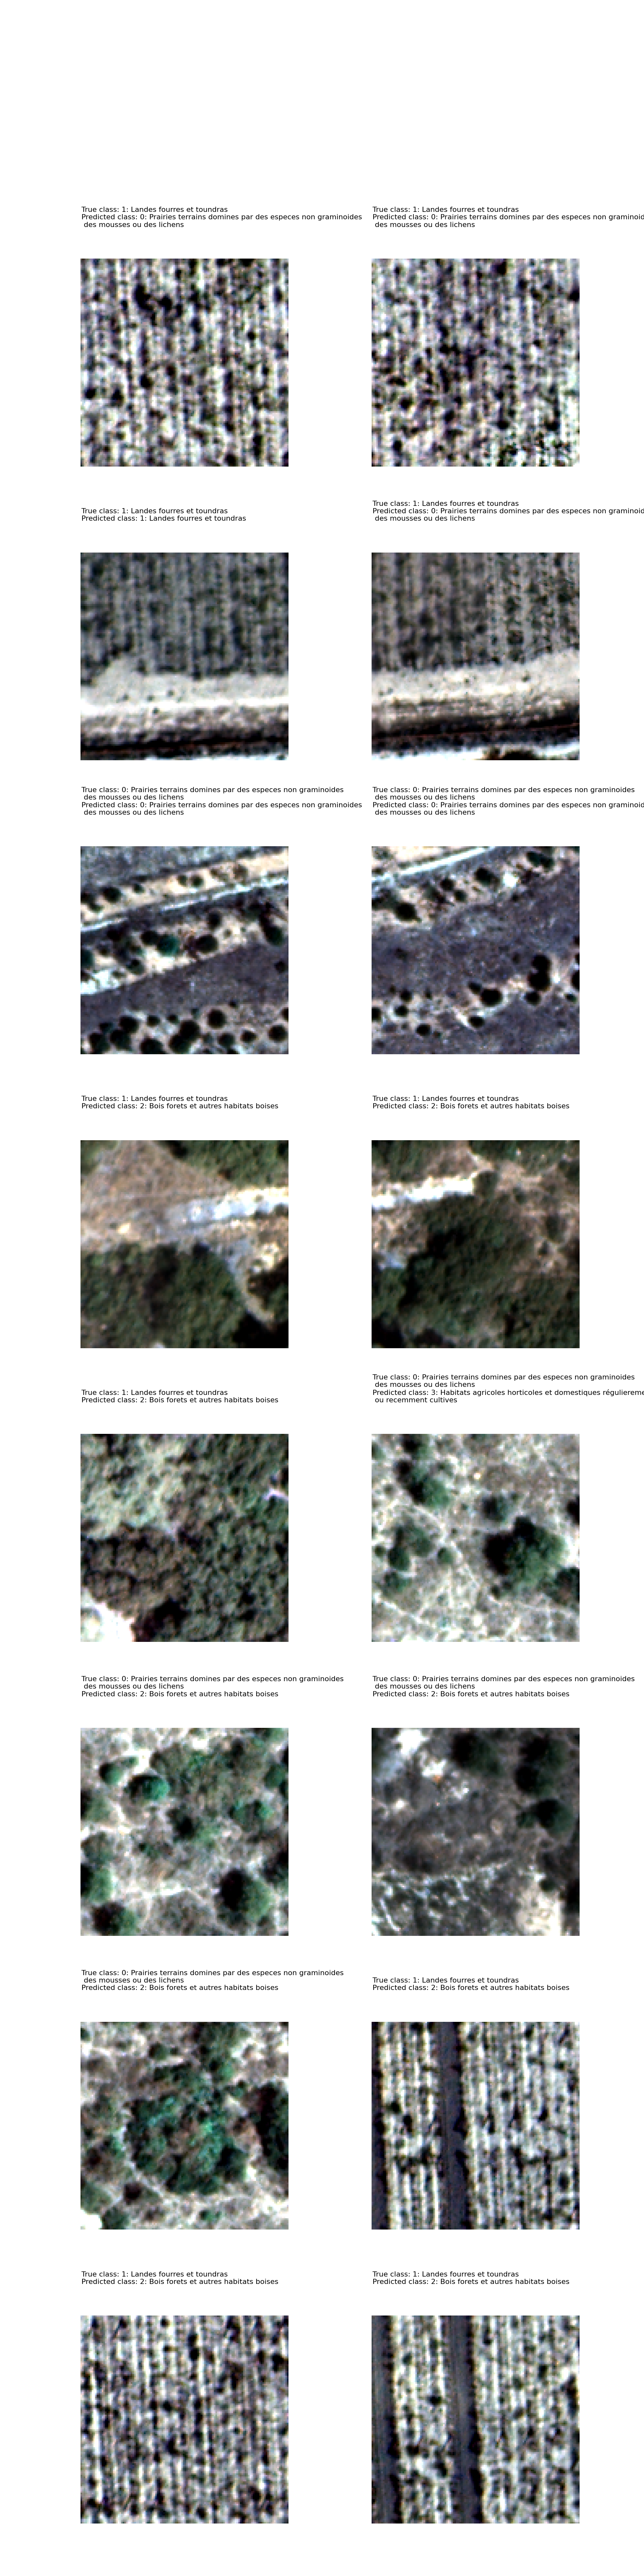 True class: 1: Landes fourres et toundras
Predicted class: 0: Prairies terrains domines par des especes non graminoides
des mousses ou des lichens
True class: 1: Landes fourres et toundras
Predicted class: 0: Prairies terrains domines par des especes non graminoid
des mousses ou des lichens
True class: 1: Landes fourres et toundras
Predicted class: 1: Landes fourres et toundras
True class: 1: Landes fourres et toundras
Predicted class: 0: Prairies terrains domines par des especes non graminoid
des mousses ou des lichens
True class: 0: Prairies terrains domines par des especes non graminoides
des mousses ou des lichens
Predicted class: 0: Prairies terrains domines par des especes non graminoides
des mousses ou des lichens
True class: 0: Prairies terrains domines par des especes non graminoides
des mousses ou des lichens
Predicted class: 0: Prairies terrains domines par des especes non graminoid
des mousses ou des lichens
True class: 1: Landes fourres et toundras
Predicted class: 2: Bois forets et autres habitats boises
True class: 1: Landes fourres et toundras
Predicted class: 2: Bois forets et autres habitats boises
True class: 1: Landes fourres et toundras
Predicted class: 2: Bois forets et autres habitats boises
True class: 0: Prairies terrains domines par des especes non graminoides
des mousses ou des lichens
Predicted class: 3: Habitats agricoles horticoles et domestiques réguliereme
ou recemment cultives
True class: 0: Prairies terrains domines par des especes non graminoides
des mousses ou des lichens
Predicted class: 2: Bois forets et autres habitats boises
True class: 0: Prairies terrains domines par des especes non graminoides
des mousses ou des lichens
Predicted class: 2: Bois forets et autres habitats boises
True class: 0: Prairies terrains domines par des especes non graminoides
des mousses ou des lichens
Predicted class: 2: Bois forets et autres habitats boises
True class: 1: Landes fourres et toundras
Predicted class: 2: Bois forets et autres habitats boises
True class: 1: Landes fourres et toundras
Predicted class: 2: Bois forets et autres habitats boises
True class: 1: Landes fourres et toundras
Predicted class: 2: Bois forets et autres habitats boises